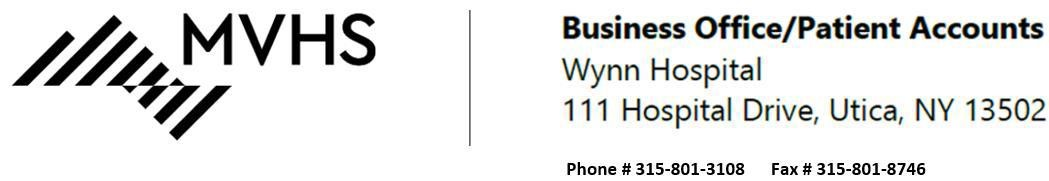 MVHS
Business Office/Patient Accounts
Wynn Hospital
111 Hospital Drive, Utica, NY 13502
Phone # 315-801-3108 Fax # 315-801-8746